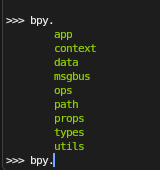 >>> bpy.
app
context
data
msgbus
ops
path
props
types
utils
>>> bpy.